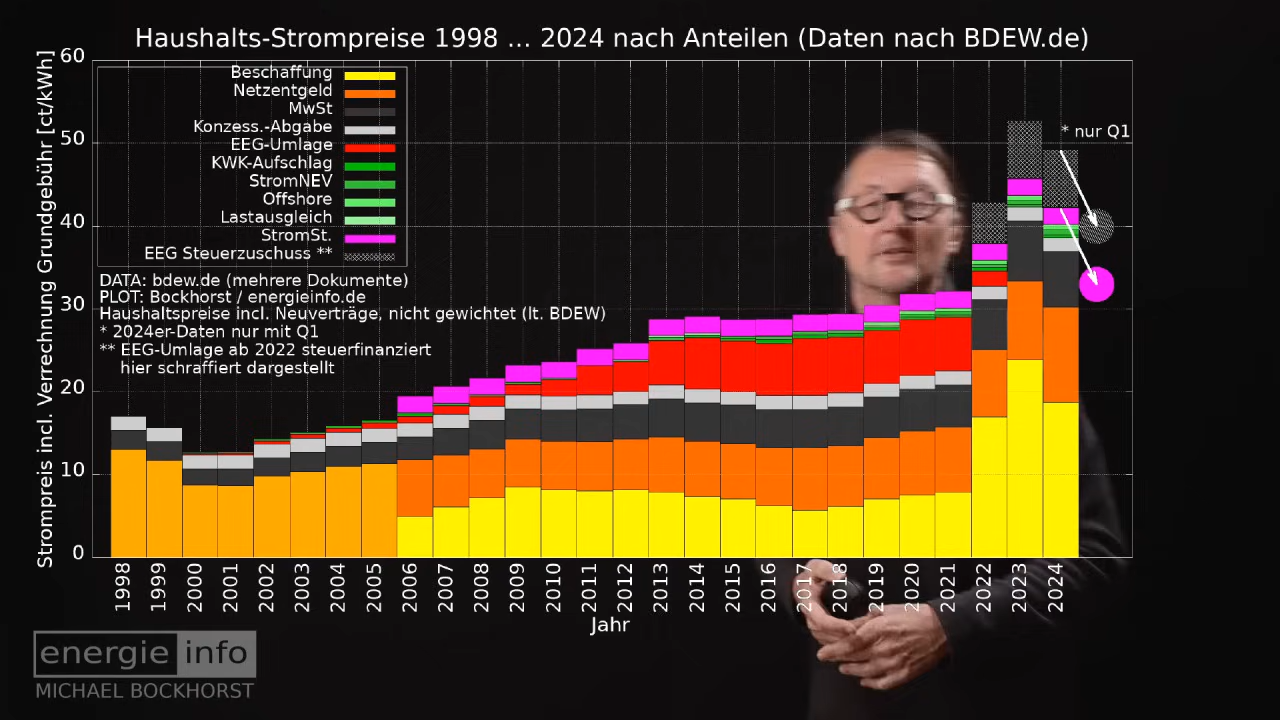 Haushalts-Strompreise 1998 ... 2024 nach Anteilen (Daten nach BDEW.de)
Strompreis incl. Verrechnung Grundgebühr [ct/kWh]
60
50
40
30
20
10
0
Beschaffung
Netzentgeld
MwSt
Konzess.-Abgabe
EEG-Umlage
KWK-Aufschlag
StromNEV
Offshore
Lastausgleich
StromSt.
EEG Steuerzuschuss **
DATA: bdew.de (mehrere Dokumente)
PLOT: Bockhorst / energieinfo.de
Haushaltspreise incl. Neuverträge, nicht gewichtet (lt. BDEW)
* 2024er-Daten nur mit Q1
** EEG-Umlage ab 2022 steuerfinanziert
hier schraffiert dargestellt
* nur Q1
1998 1999 2000 2001 2002 2003 2004 2005 2006 2007 2008 2009 2010 2011 2012 2013 2014 2015 2016 2017 2018 2019 2020 2021 2022 2023 2024
Jahr
energie info
MICHAEL BOCKHORST